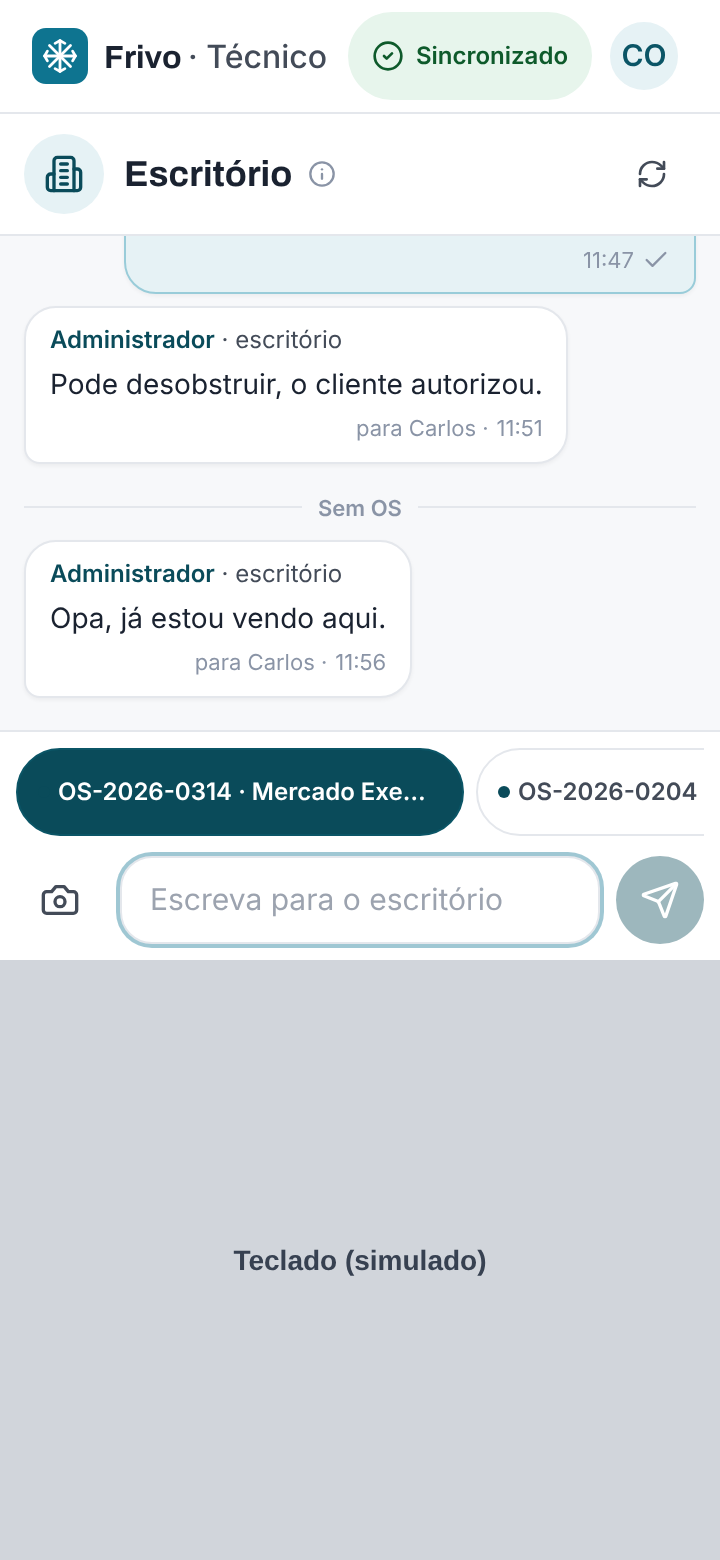 Frivo · Técnico
Sincronizado
CO
Escritório
11:47
Administrador · escritório
Pode desobstruir, o cliente autorizou.
para Carlos · 11:51
Sem OS
Administrador · escritório
Opa, já estou vendo aqui.
para Carlos · 11:56
OS-2026-0314 · Mercado Exe...
OS-2026-0204
Escreva para o escritório
Teclado (simulado)